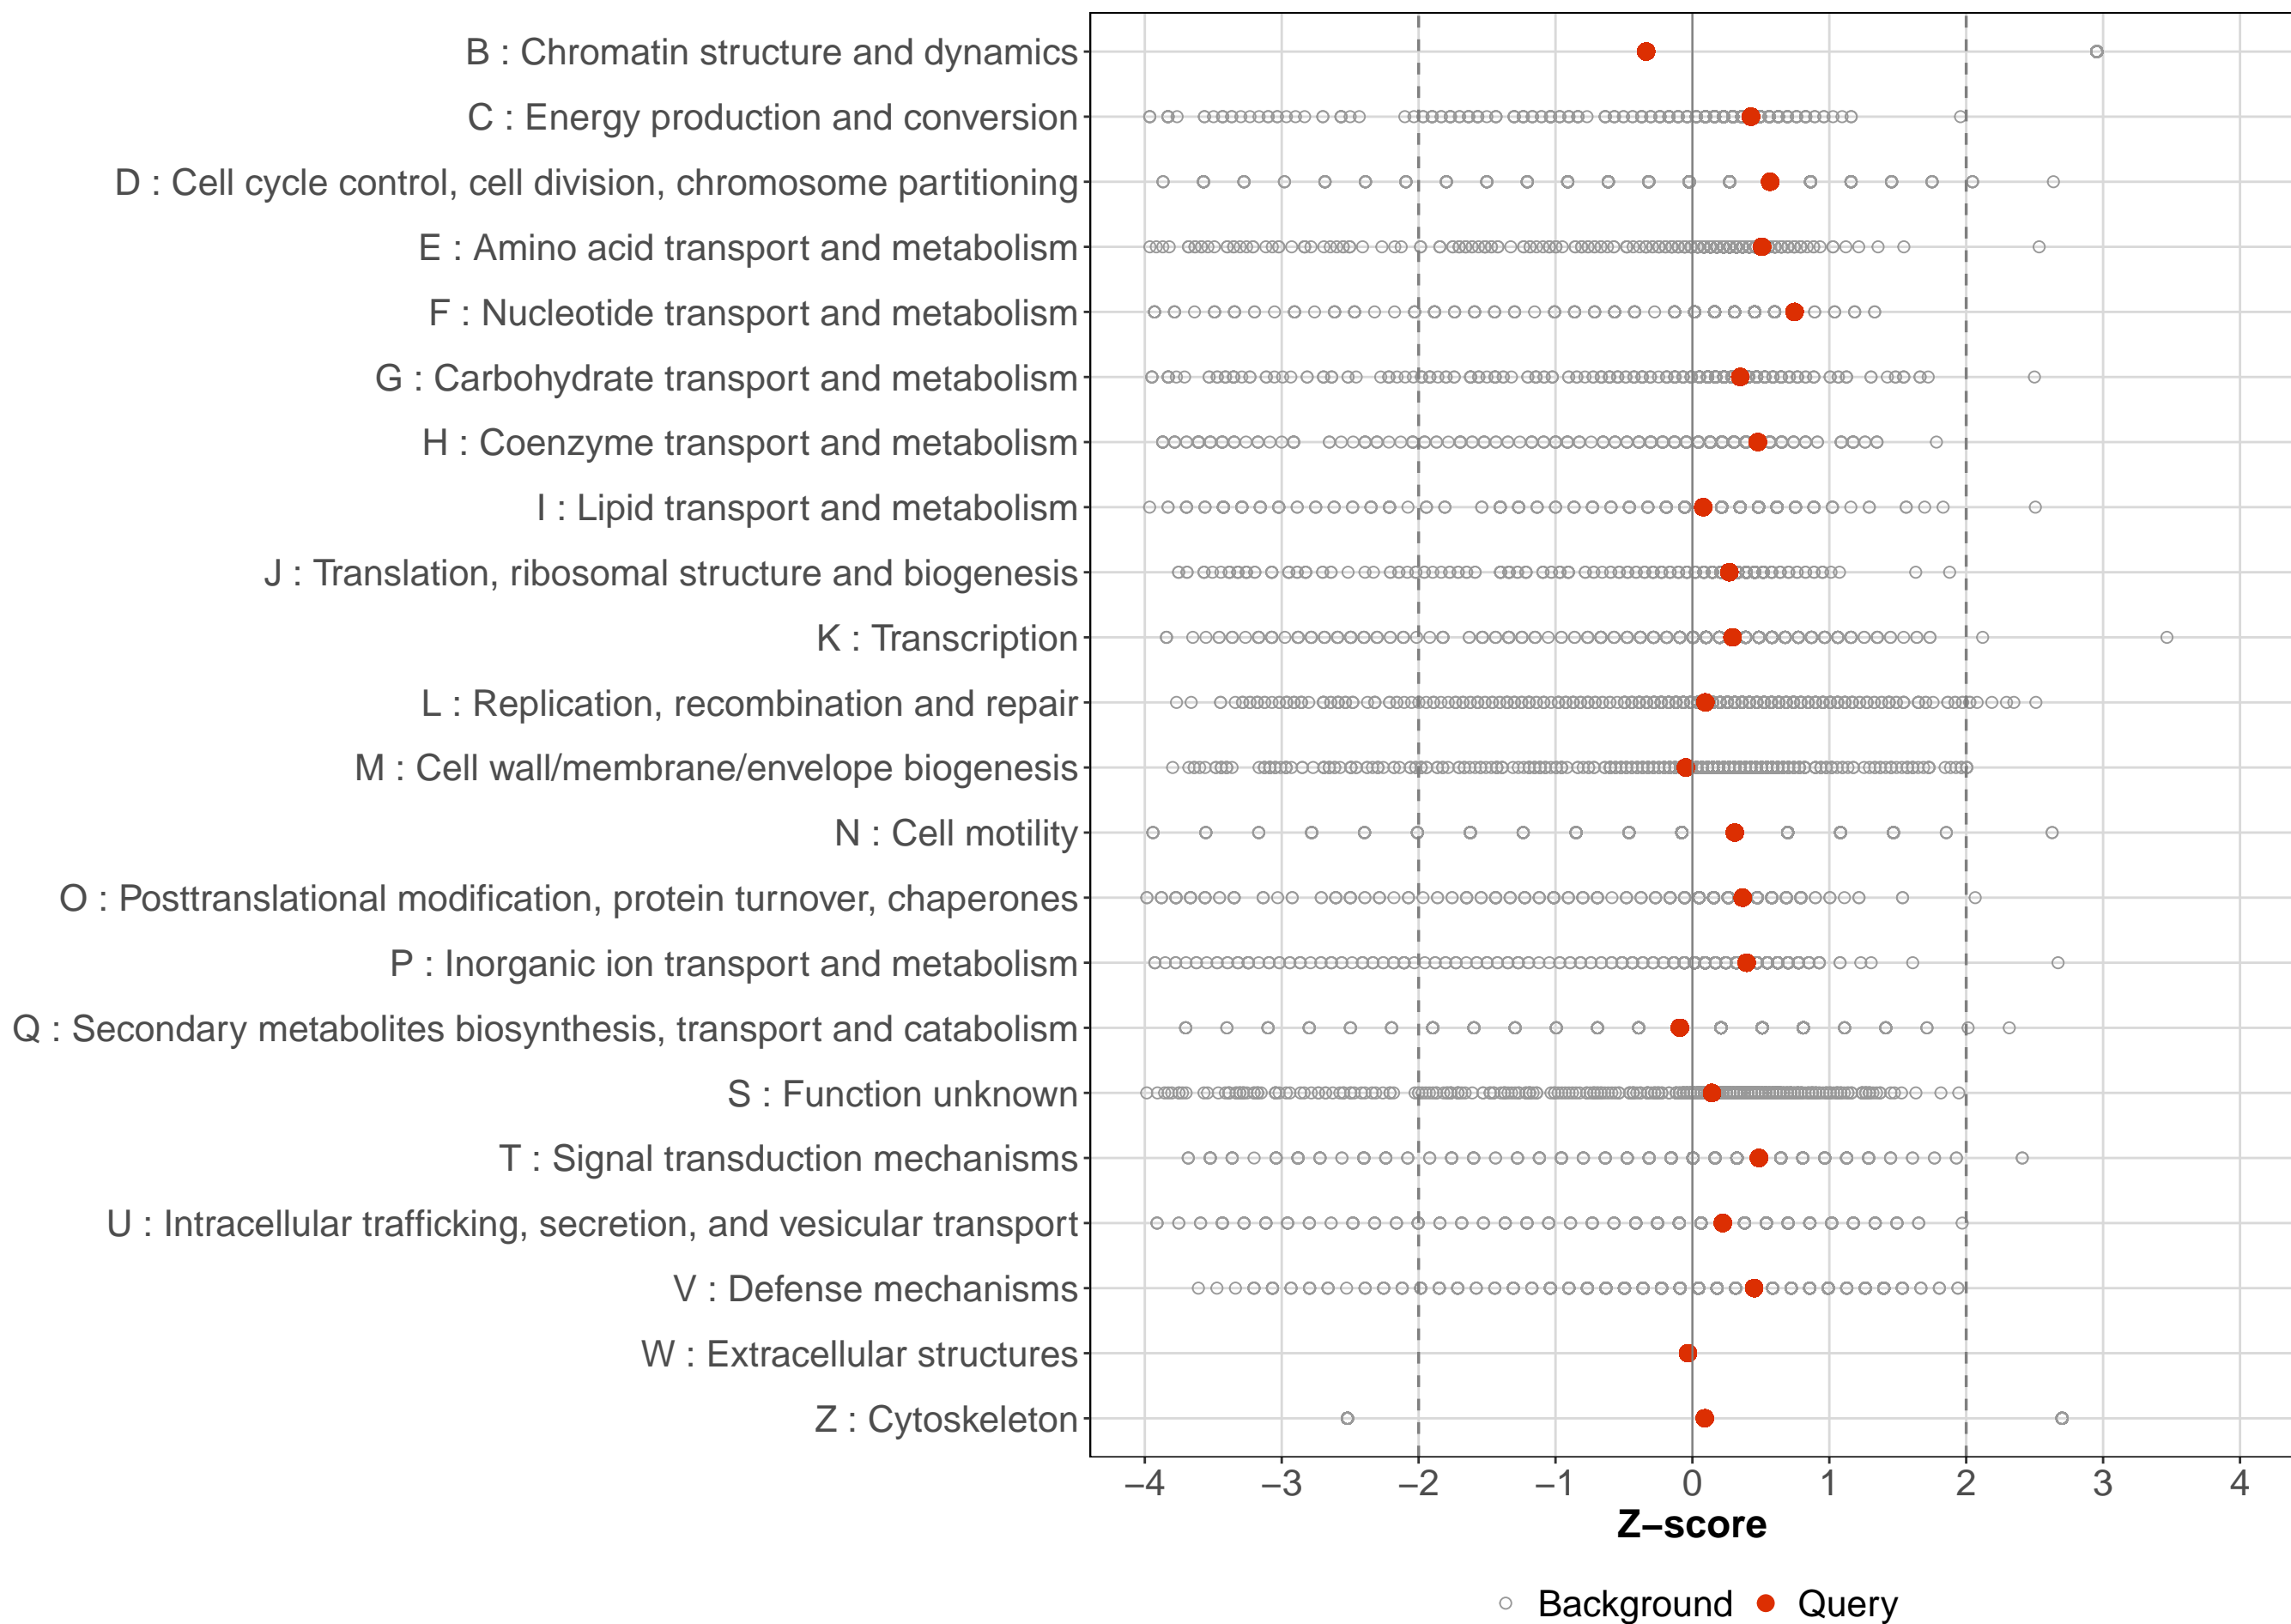 B : Chromatin structure and dynamics
C : Energy production and conversion
D : Cell cycle control, cell division, chromosome partitioning
E : Amino acid transport and metabolism
F : Nucleotide transport and metabolism
G : Carbohydrate transport and metabolism
H : Coenzyme transport and metabolism
I : Lipid transport and metabolism
J : Translation, ribosomal structure and biogenesis
K : Transcription
L : Replication, recombination and repair
M : Cell wall/membrane/envelope biogenesis
N : Cell motility
O : Posttranslational modification, protein turnover, chaperones
P : Inorganic ion transport and metabolism
Q : Secondary metabolites biosynthesis, transport and catabolism
S : Function unknown
T : Signal transduction mechanisms
U : Intracellular trafficking, secretion, and vesicular transport
V : Defense mechanisms
W : Extracellular structures
Z : Cytoskeleton
−4 −3 −2 −1 0 1 2 3 4
Z−score
Background Query